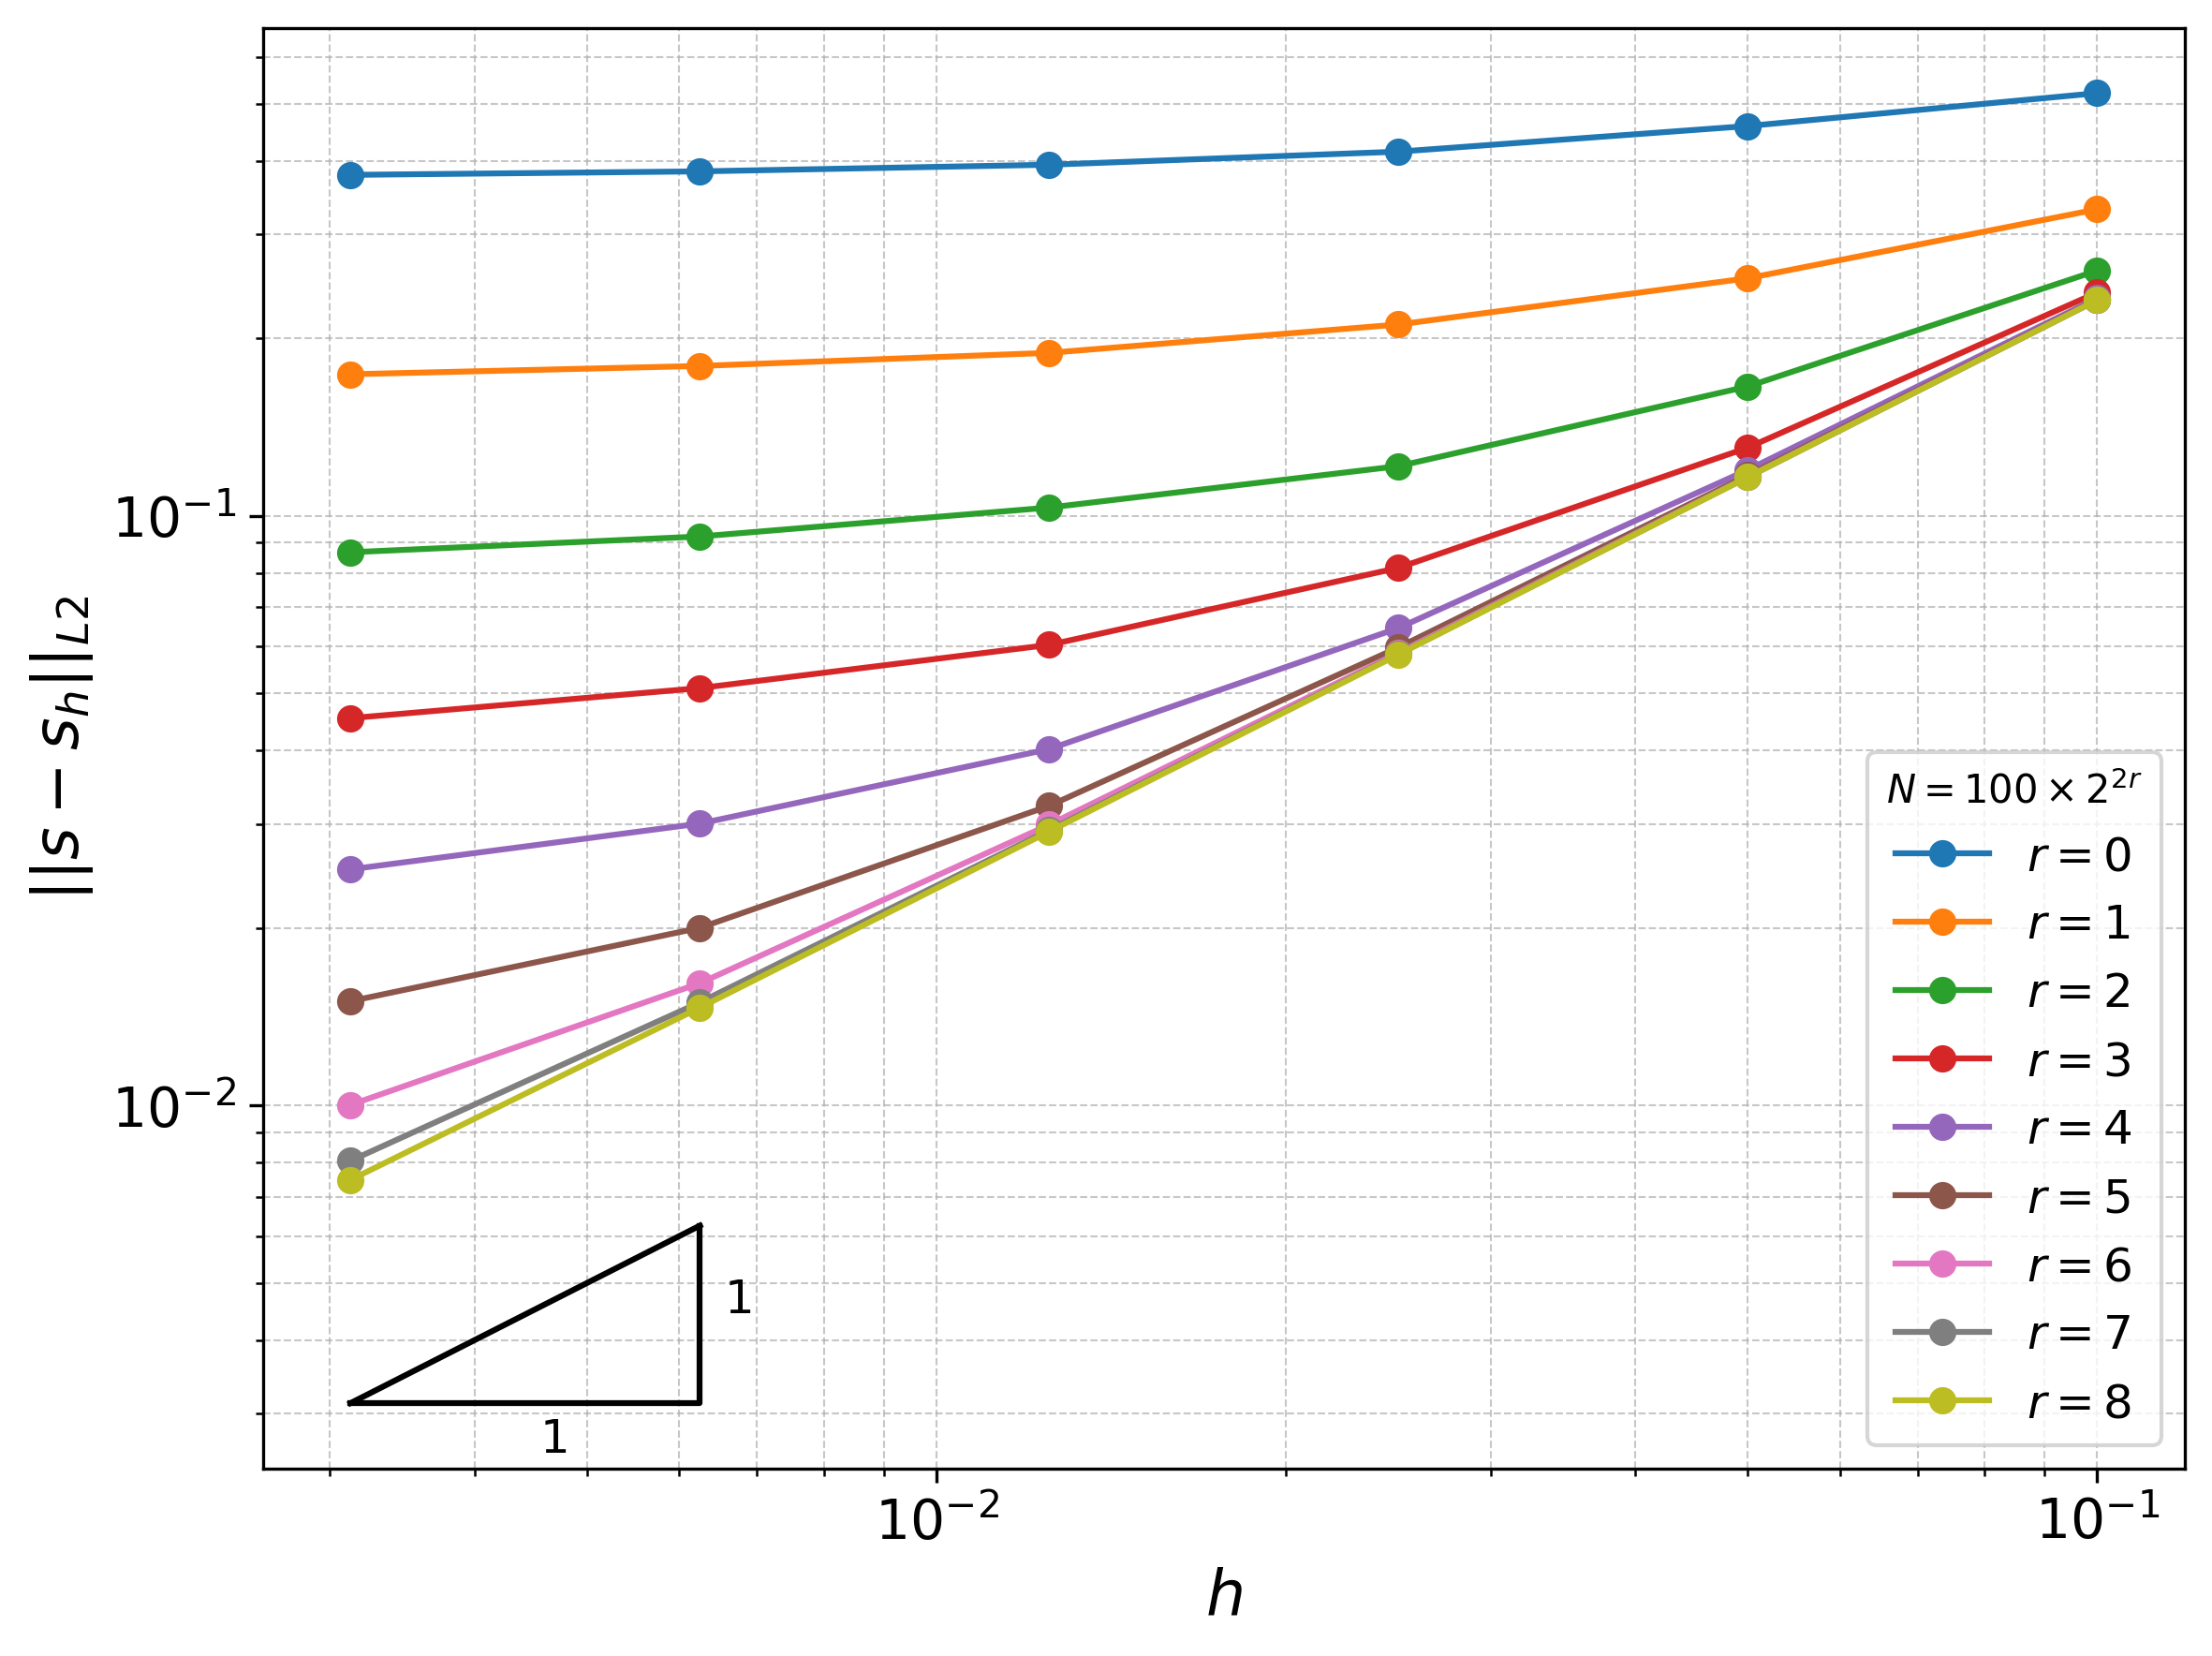 ||s − s_h||_{L2}
10^{−1}
10^{−2}
1
1
10^{−2}
10^{−1}
h
N = 100 × 2^{2r}
r = 0
r = 1
r = 2
r = 3
r = 4
r = 5
r = 6
r = 7
r = 8